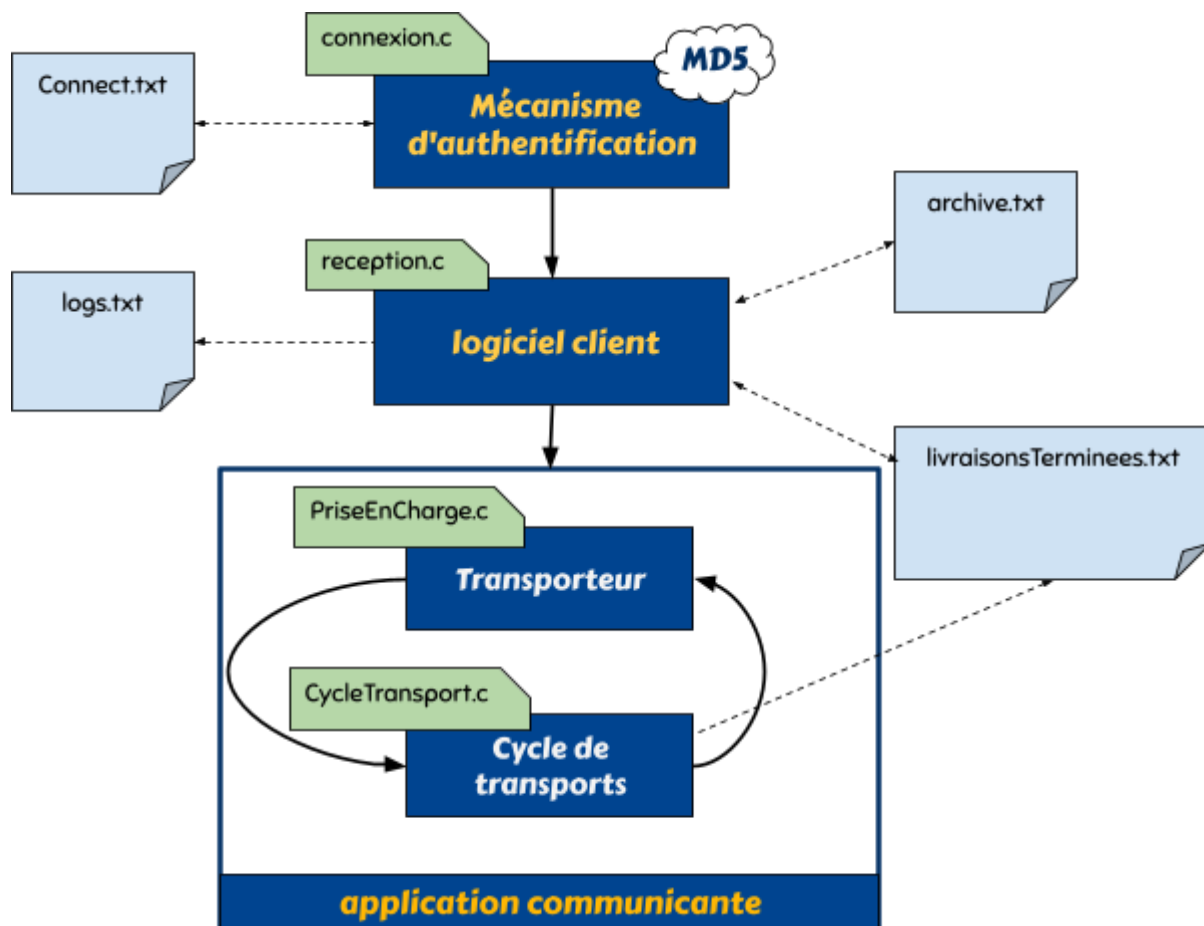 connexion.c
MD5
Connect.txt
Mécanisme
d'authentification
archive.txt
reception.c
logs.txt
logiciel client
livraisonsTerminees.txt
PriseEnCharge.c
Transporteur
CycleTransport.c
Cycle de
transports
application communicante